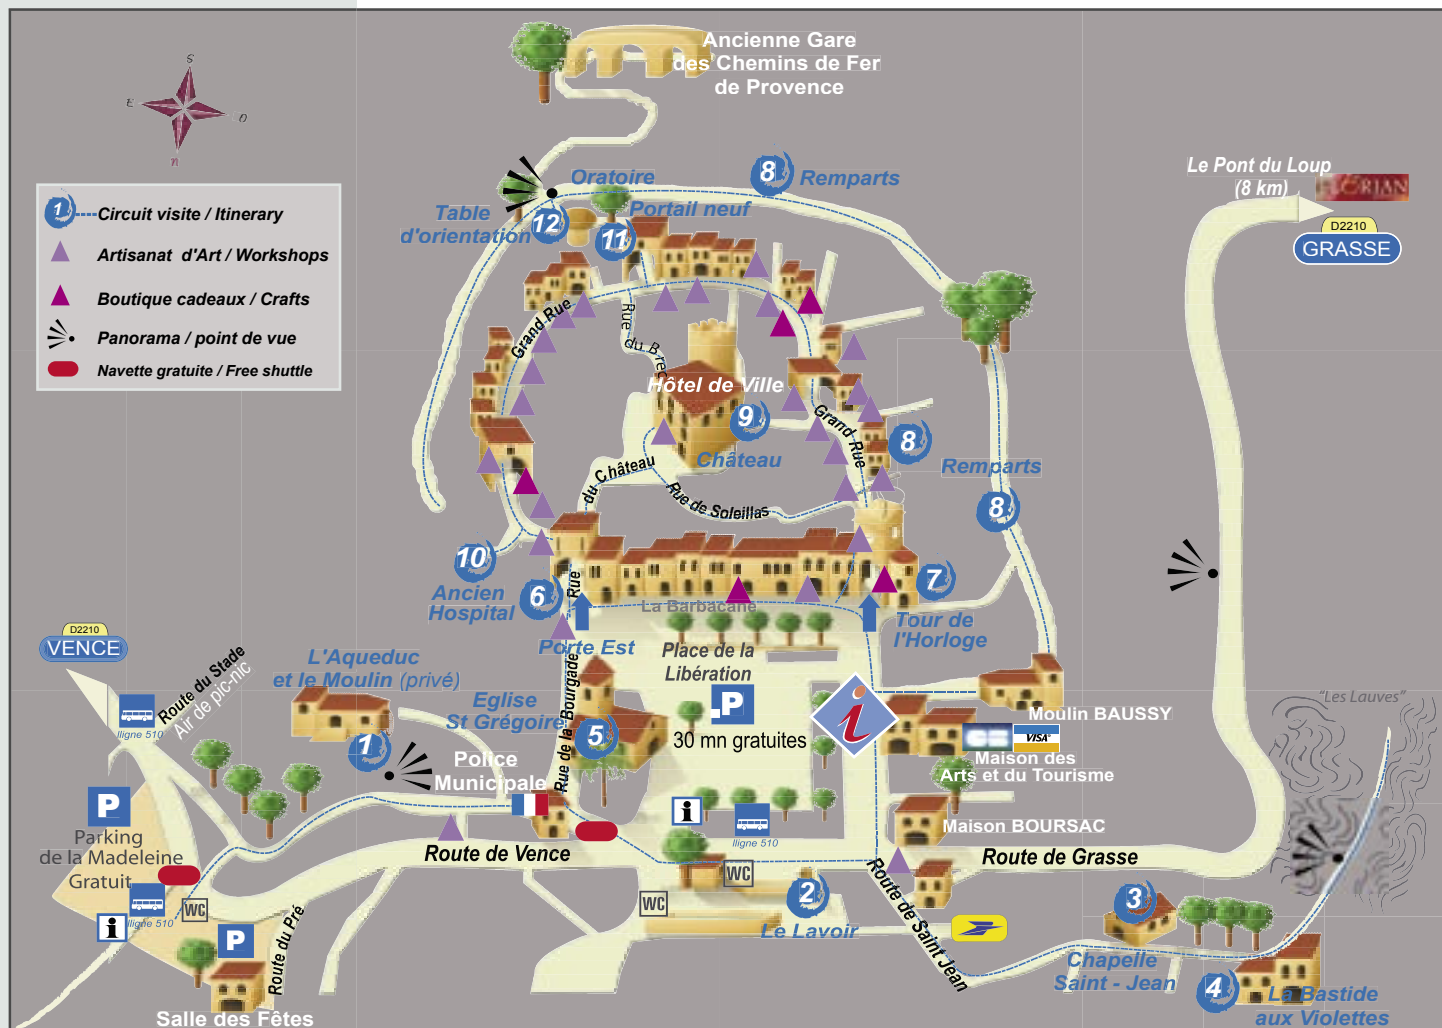 Ancienne Gare
des Chemins de Fer
de Provence
S
E
O
n
1
Circuit visite / Itinerary
Artisanat d'Art / Workshops
Boutique cadeaux / Crafts
Panorama / point de vue
Navette gratuite / Free shuttle
Oratoire
8
Remparts
Table
d'orientation
12
Portail neuf
11
Le Pont du Loup
(8 km)
D2210
GRASSE
Grand Rue
Rue
du Brec
Hôtel de Ville
9
Château
Grand Rue
8
Remparts
8
Rue
du Château
Rue de Soleillas
10
Ancien
Hospital
6
Porte Est
7
Tour de
l'Horloge
La Barbacane
Place de la
Libération
P
30 mn gratuites
D2210
VENCE
ligne 510
Route du Stade
Air de pic-nic
L'Aqueduc
et le Moulin (privé)
1
Eglise
St Grégoire
5
Rue de la Bourgade
Police
Municipale
i
Moulin BAUSSY
VISA
Maison des
Arts et du Tourisme
"Les Lauves"
P
Parking
de la Madeleine
Gratuit
ligne 510
i
WC
P
Salle des Fêtes
Route du Pré
Route de Vence
i
ligne 510
WC
WC
2
Le Lavoir
Maison BOURSAC
Route de Grasse
Route de Saint Jean
3
Chapelle
Saint - Jean
4
La Bastide
aux Violettes